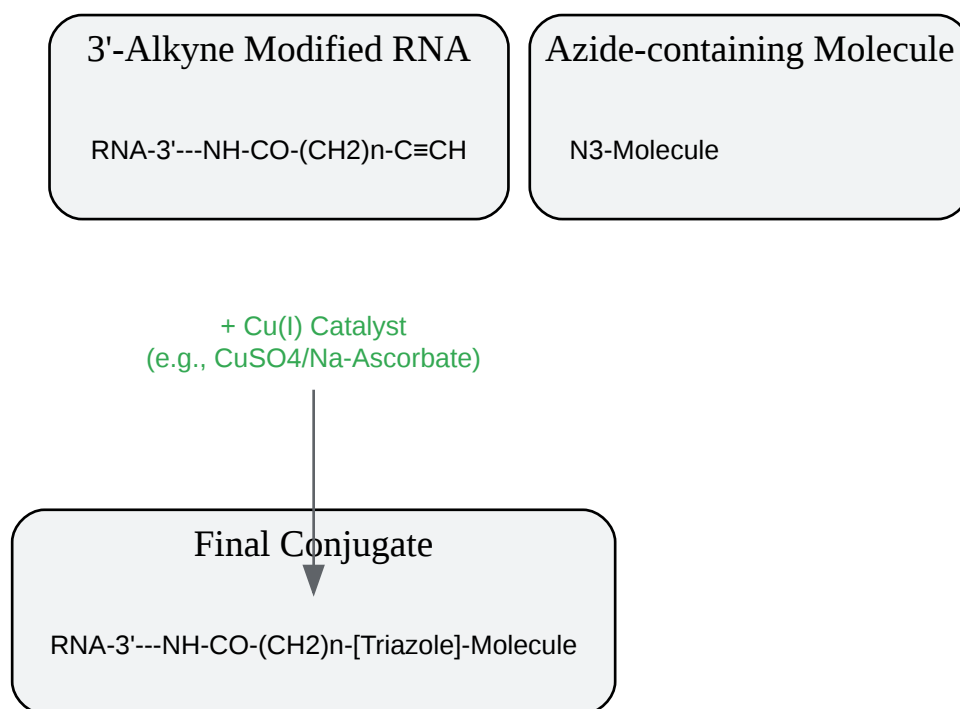 3'-Alkyne Modified RNA
RNA-3'---NH-CO-(CH2)n-C≡CH
Azide-containing Molecule
N3-Molecule
+ Cu(I) Catalyst
(e.g., CuSO4/Na-Ascorbate)
Final Conjugate
RNA-3'---NH-CO-(CH2)n-[Triazole]-Molecule